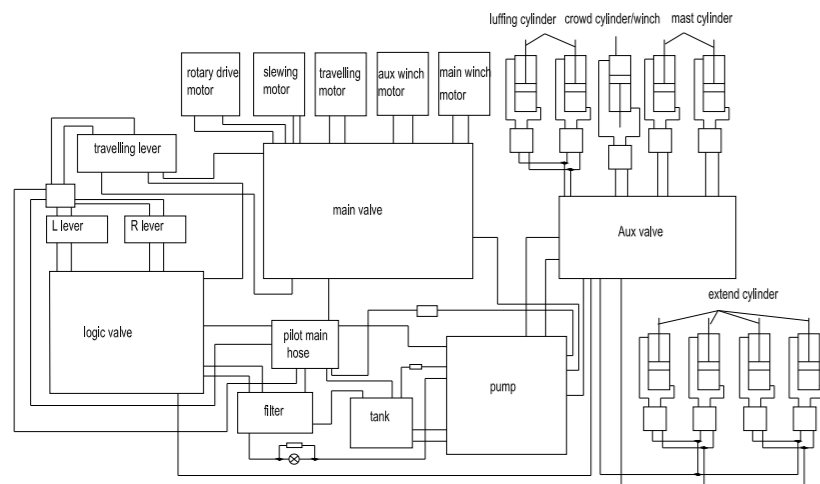 luffing cylinder
crowd cylinder/winch
mast cylinder
rotary drive
motor
slewing
motor
travelling
motor
aux winch
motor
main winch
motor
travelling lever
L lever
R lever
main valve
Aux valve
logic valve
pilot main
hose
extend cylinder
pump
filter
tank